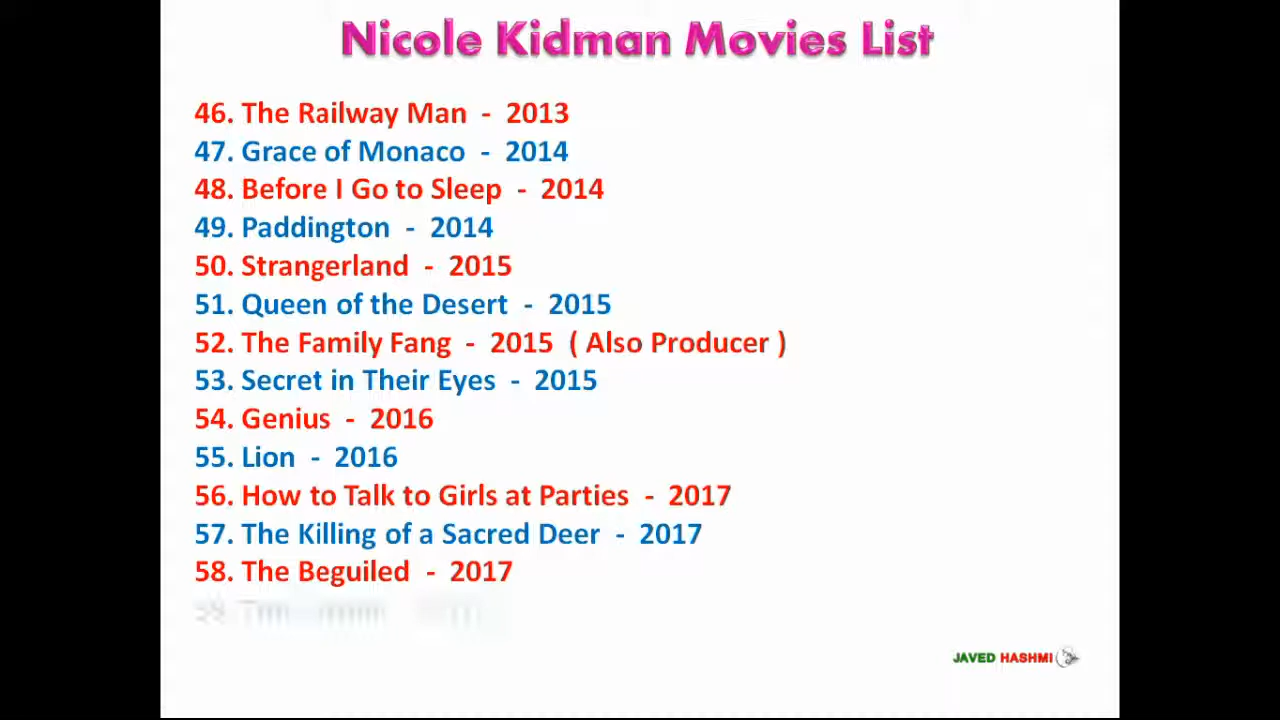 Nicole Kidman Movies List
46. The Railway Man - 2013
47. Grace of Monaco - 2014
48. Before I Go to Sleep - 2014
49. Paddington - 2014
50. Strangerland - 2015
51. Queen of the Desert - 2015
52. The Family Fang - 2015 ( Also Producer )
53. Secret in Their Eyes - 2015
54. Genius - 2016
55. Lion - 2016
56. How to Talk to Girls at Parties - 2017
57. The Killing of a Sacred Deer - 2017
58. The Beguiled - 2017
JAVED HASHMI